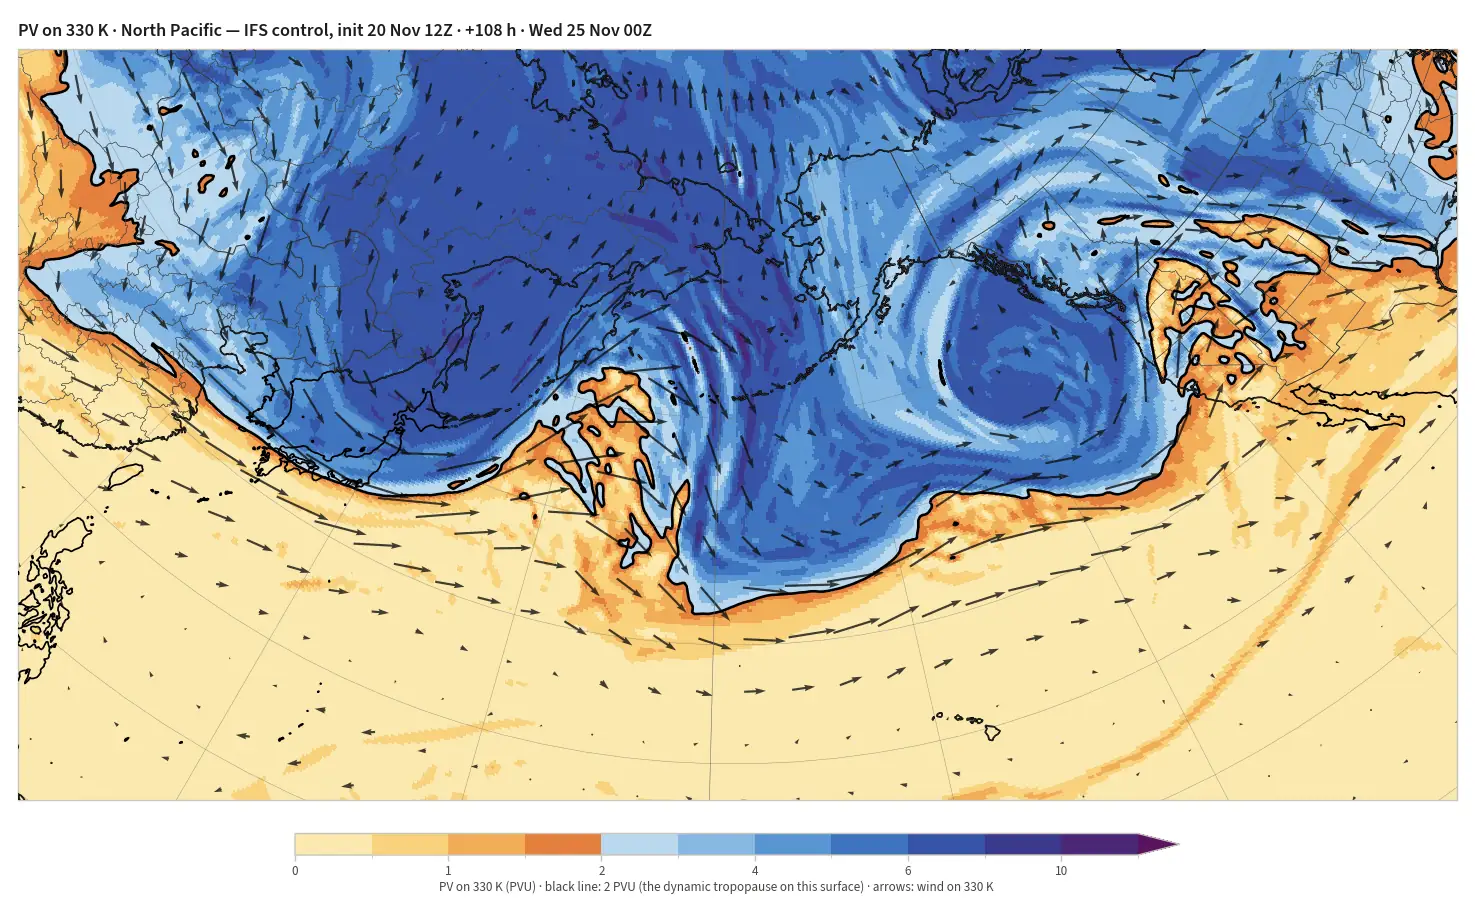 PV on 330 K · North Pacific — IFS control, init 20 Nov 12Z · +108 h · Wed 25 Nov 00Z
0 1 2 4 6 10
PV on 330 K (PVU) · black line: 2 PVU (the dynamic tropopause on this surface) · arrows: wind on 330 K